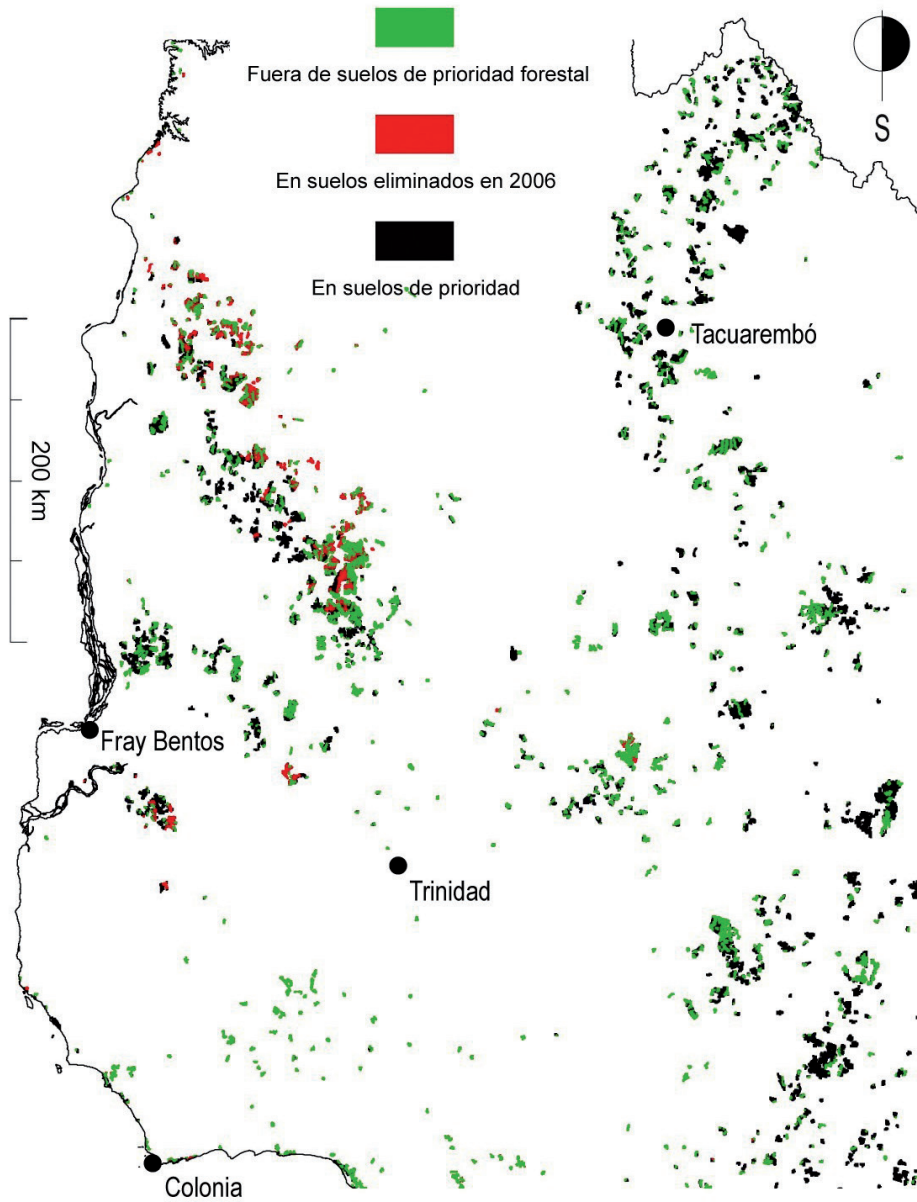 Fuera de suelos de prioridad forestal
En suelos eliminados en 2006
En suelos de prioridad
S
Tacuarembó
200 km
Fray Bentos
Trinidad
Colonia